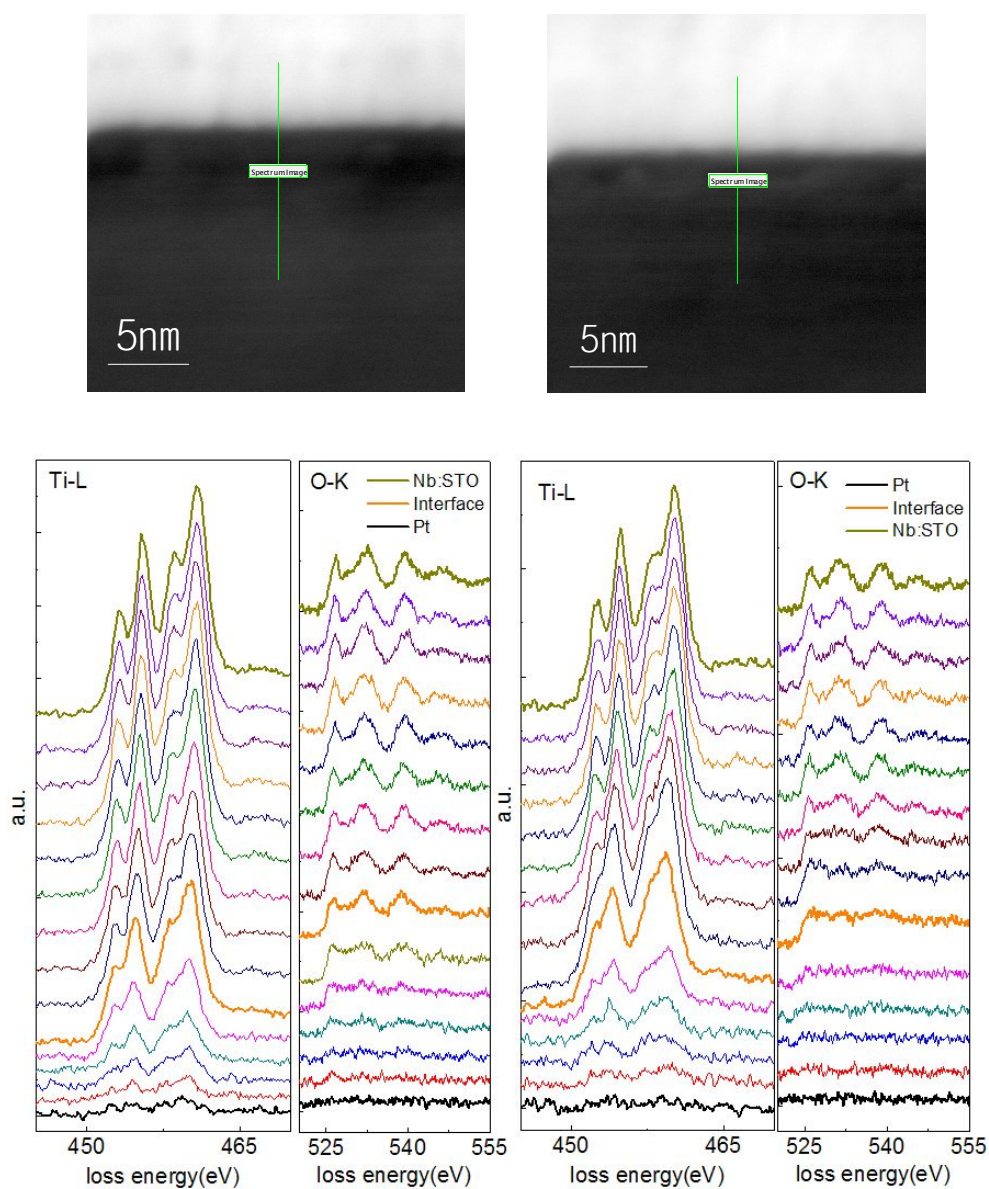 Spectrum Image
Spectrum Image
5nm
5nm
Ti-L
O-K
Nb:STO
Interface
Pt
Ti-L
O-K
Pt
Interface
Nb:STO
a.u.
a.u.
450
465
525
540
555
450
465
525
540
555
loss energy(eV)
loss energy(eV)
loss energy(eV)
loss energy(eV)